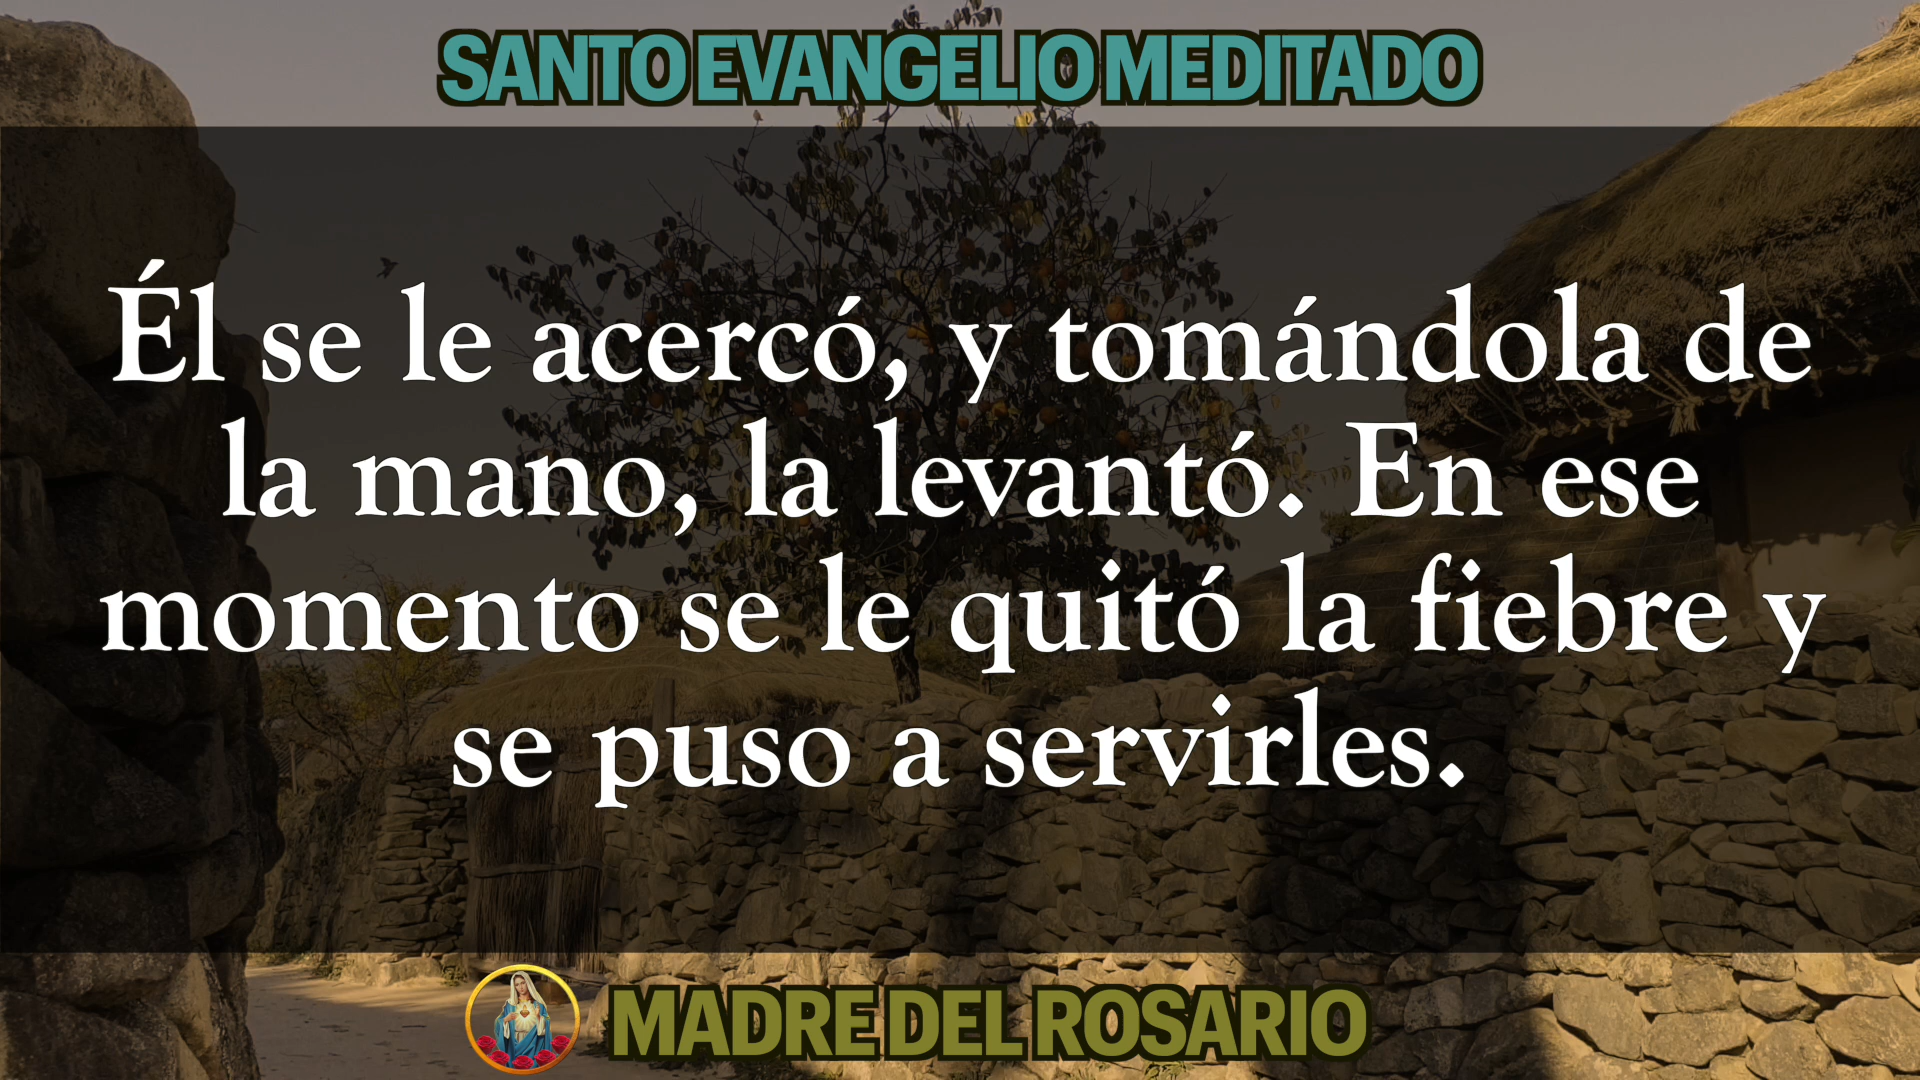 SANTO EVANGELIO MEDITADO
Él se le acercó, y tomándola de
la mano, la levantó. En ese
momento se le quitó la fiebre y
se puso a servirles.
MADRE DEL ROSARIO